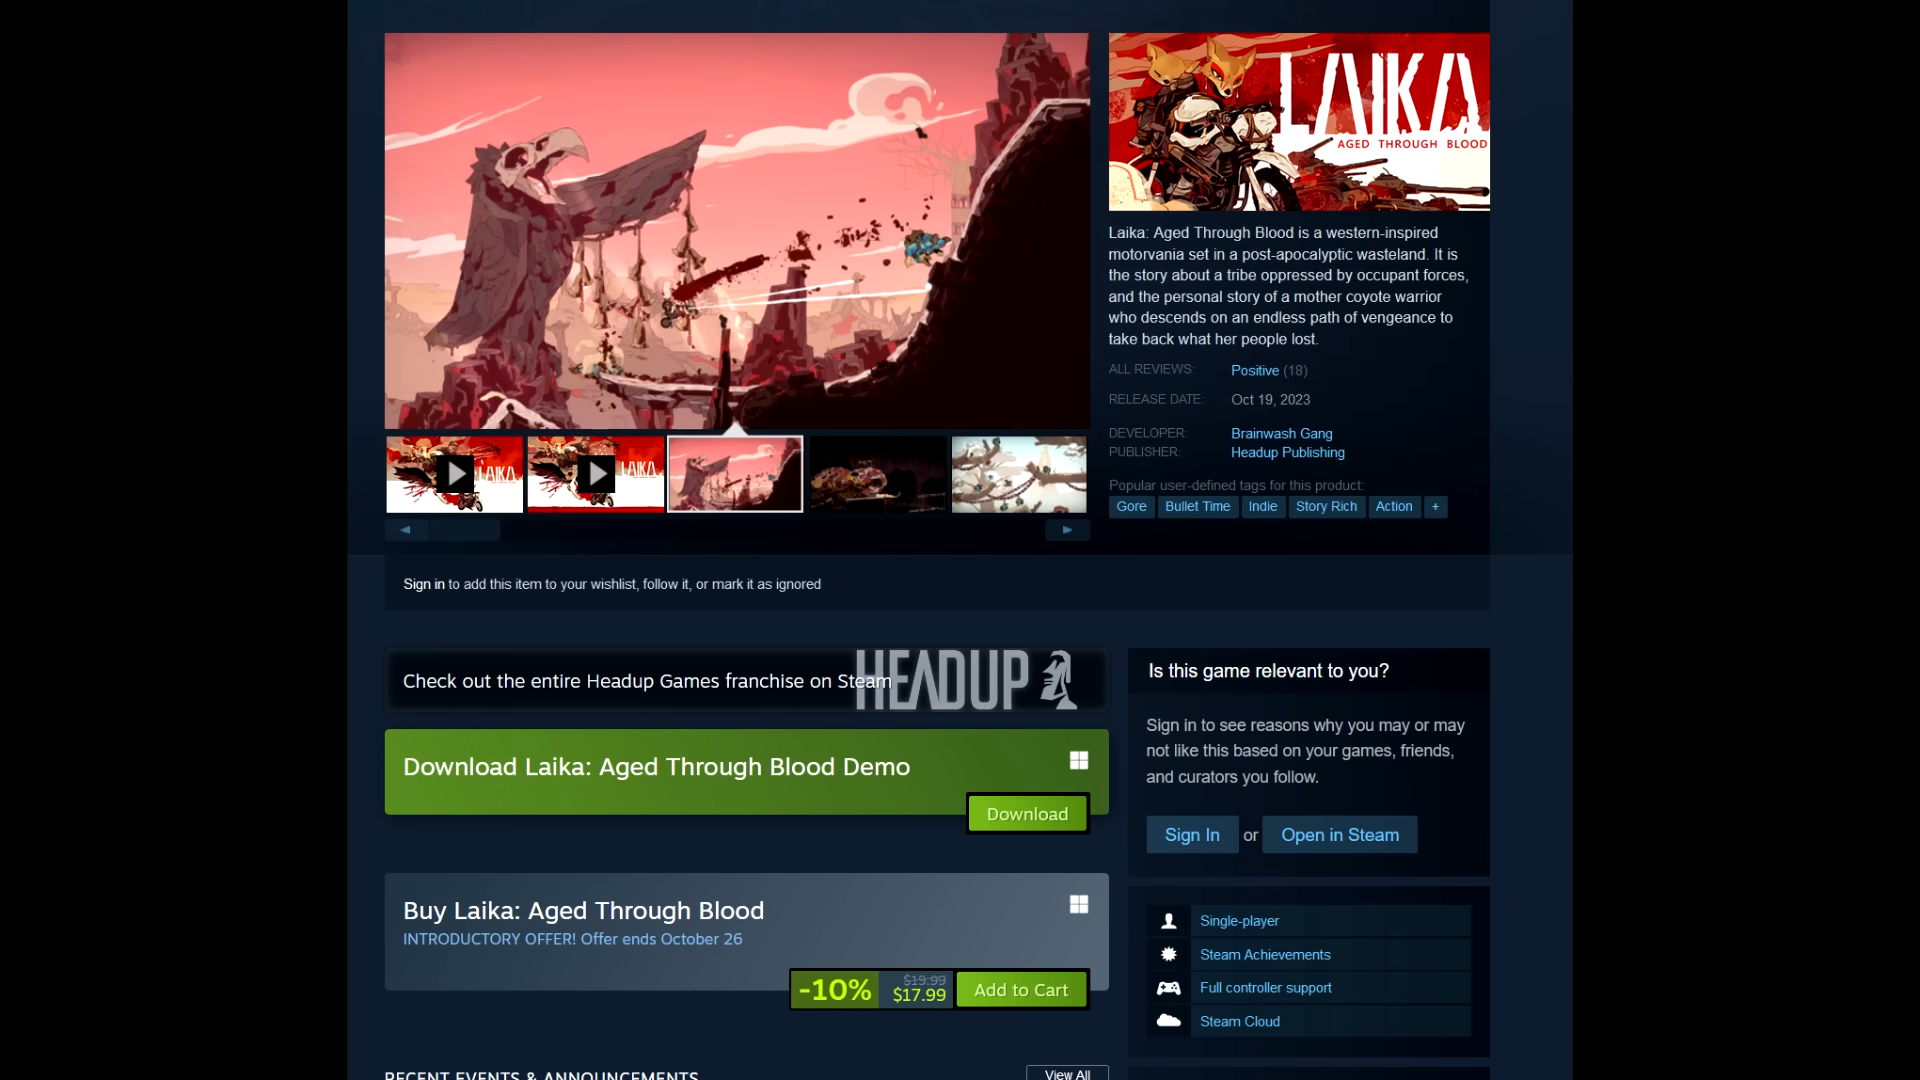 LAIKA
AGED THROUGH BLOOD
Laika: Aged Through Blood is a western-inspired
motorvania set in a post-apocalyptic wasteland. It is
the story about a tribe oppressed by occupant forces,
and the personal story of a mother coyote warrior
who descends on an endless path of vengeance to
take back what her people lost.
ALL REVIEWS: Positive (18)
RELEASE DATE: Oct 19, 2023
DEVELOPER: Brainwash Gang
PUBLISHER: Headup Publishing
Popular user-defined tags for this product:
Gore Bullet Time Indie Story Rich Action +
LAIKA
LAIKA
Sign in to add this item to your wishlist, follow it, or mark it as ignored
Check out the entire Headup Games franchise on Steam
HEADUP
Download Laika: Aged Through Blood Demo
Download
Buy Laika: Aged Through Blood
INTRODUCTORY OFFER! Offer ends October 26
-10% $19.99 $17.99 Add to Cart
RECENT EVENTS & ANNOUNCEMENTS
View All
Is this game relevant to you?
Sign in to see reasons why you may or may
not like this based on your games, friends,
and curators you follow.
Sign In or Open in Steam
Single-player
Steam Achievements
Full controller support
Steam Cloud